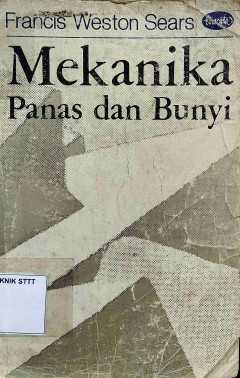 Francis Weston Sears
Mekanika
Panas dan Bunyi
KNIK STTT